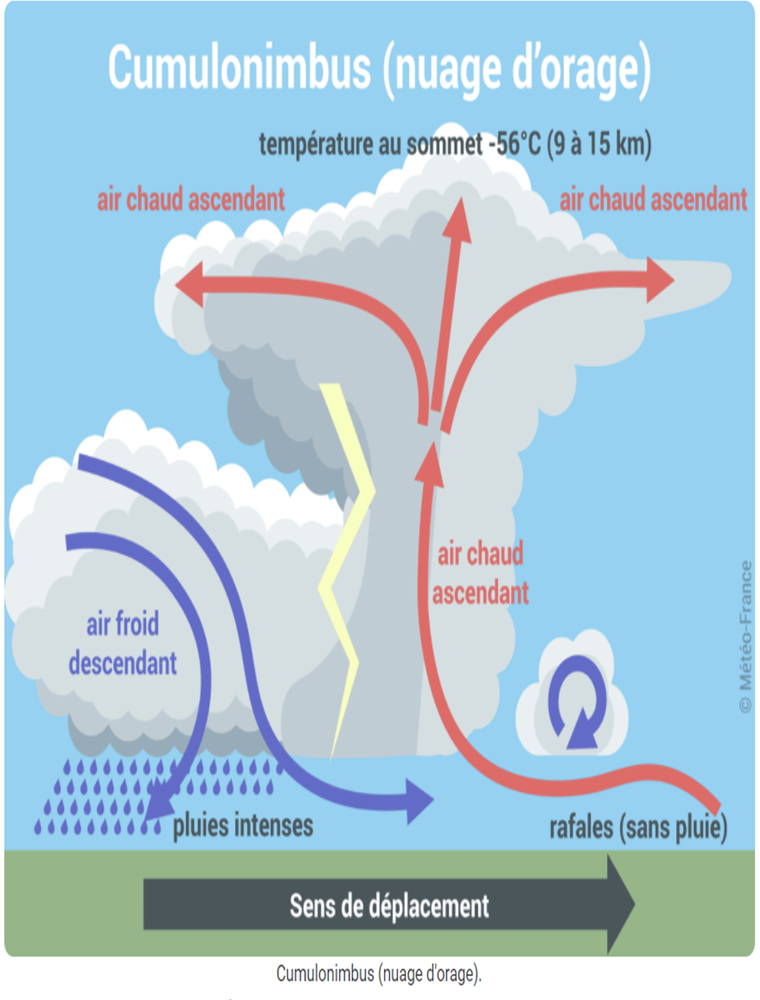 Cumulonimbus (nuage d'orage)
température au sommet -56°C (9 à 15 km)
air chaud ascendant
air chaud ascendant
air chaud
ascendant
air froid
descendant
© Météo-France
pluies intenses
rafales (sans pluie)
Sens de déplacement
Cumulonimbus (nuage d'orage).